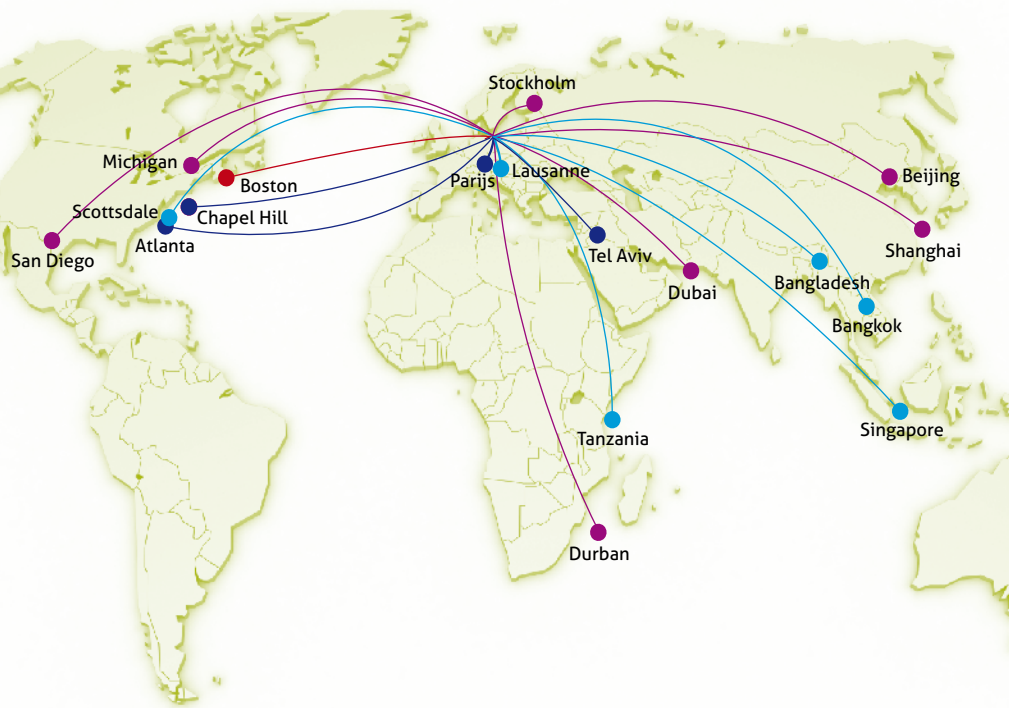 Stockholm
Michigan
Boston
Parijs
Lausanne
Beijing
Scottsdale
Chapel Hill
Atlanta
San Diego
Tel Aviv
Shanghai
Dubai
Bangladesh
Bangkok
Tanzania
Singapore
Durban